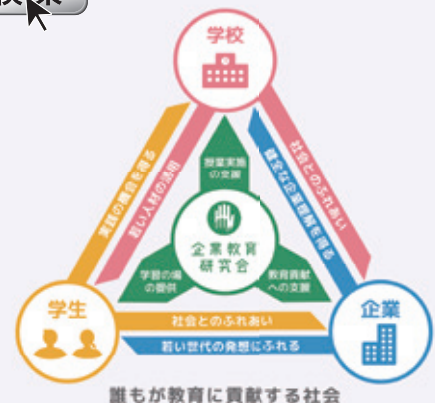 検索
学校
実践の機会を得る
若い人材の活用
社会とのふれあい
健全な企業理解を得る
授業実施
の支援
企業教育
研究会
学習の場
の提供
教育貢献
への支援
学生
企業
社会とのふれあい
若い世代の発想にふれる
誰もが教育に貢献する社会